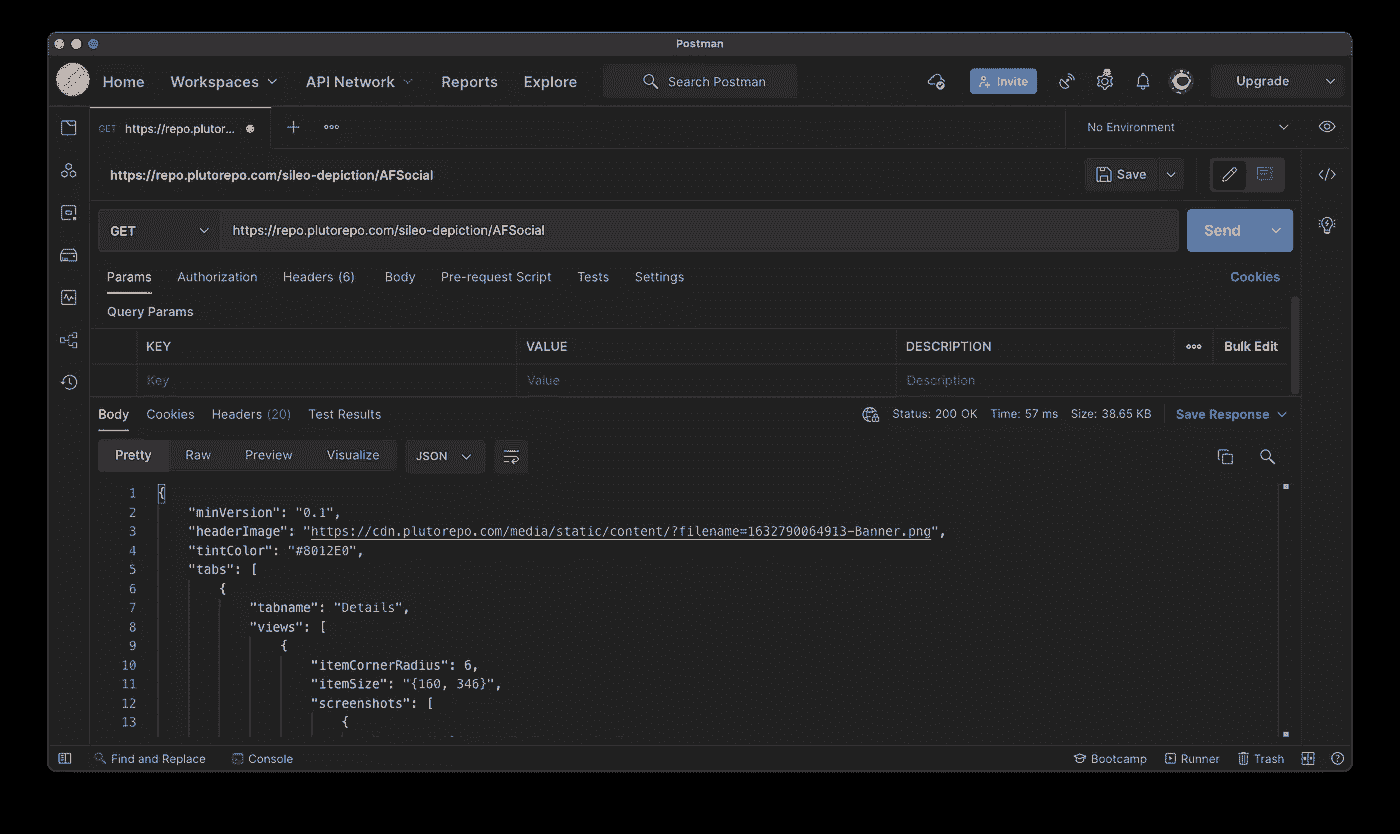 Postman
Home Workspaces API Network Reports Explore Search Postman Invite Upgrade
GET https://repo.plutor... No Environment
https://repo.plutorepo.com/sileo-depiction/AFSocial Save
GET https://repo.plutorepo.com/sileo-depiction/AFSocial Send
Params Authorization Headers (6) Body Pre-request Script Tests Settings Cookies
Query Params
KEY VALUE DESCRIPTION Bulk Edit
Key Value Description
Body Cookies Headers (20) Test Results Status: 200 OK Time: 57 ms Size: 38.65 KB Save Response
Pretty Raw Preview Visualize JSON
1 {
2 "minVersion": "0.1",
3 "headerImage": "https://cdn.plutorepo.com/media/static/content/?filename=1632790064913-Banner.png",
4 "tintColor": "#8012E0",
5 "tabs": [
6 {
7 "tabname": "Details",
8 "views": [
9 {
10 "itemCornerRadius": 6,
11 "itemSize": "{160, 346}",
12 "screenshots": [
13 {
Find and Replace Console Bootcamp Runner Trash